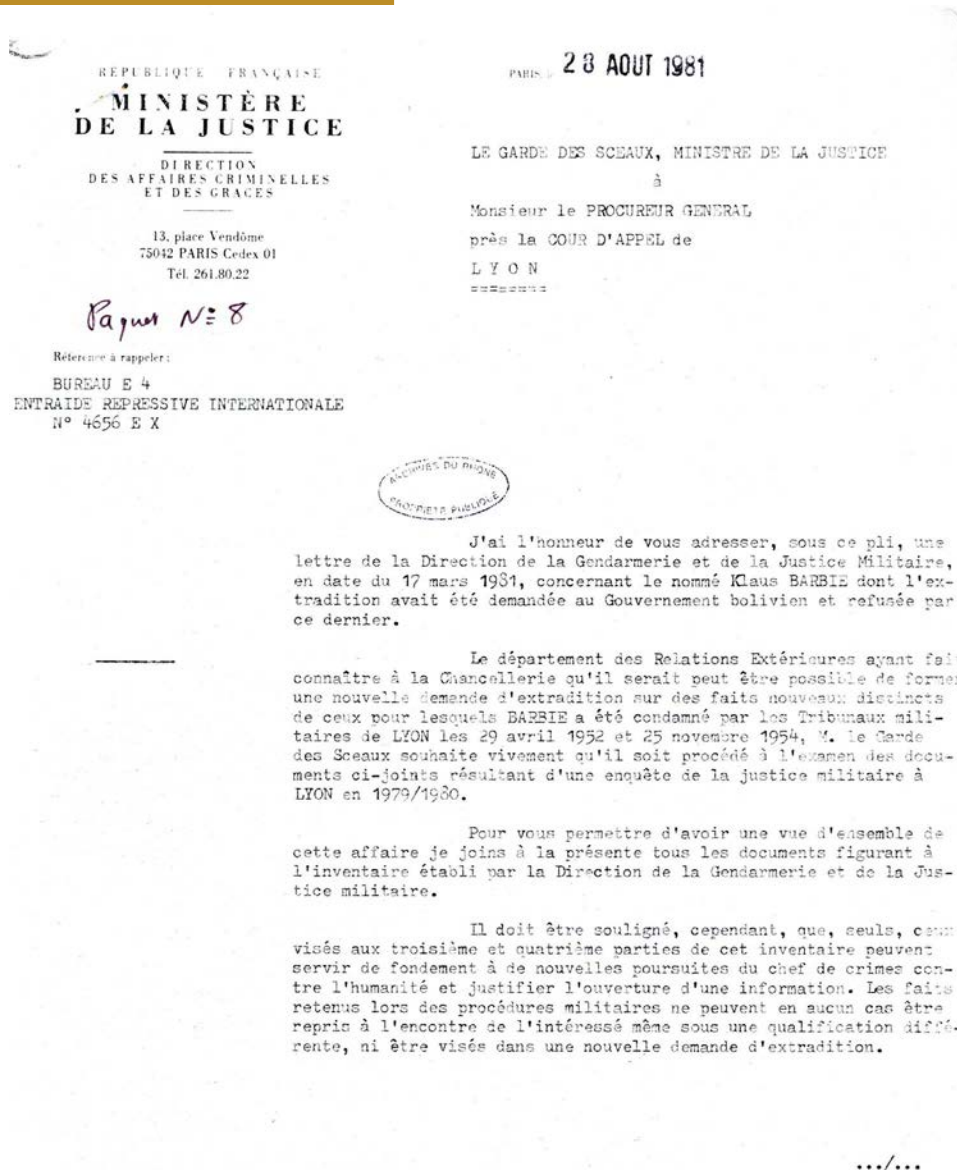 REPUBLIQUE FRANÇAISE
MINISTÈRE
DE LA JUSTICE
DIRECTION
DES AFFAIRES CRIMINELLES
ET DES GRACES
13, place Vendôme
75042 PARIS Cedex 01
Tél. 261.80.22
Paquet N° 8
Référence à rappeler :
BUREAU E 4
ENTRAIDE REPRESSIVE INTERNATIONALE
N° 4656 E X
PARIS, 28 AOUT 1981
LE GARDE DES SCEAUX, MINISTRE DE LA JUSTICE
à
Monsieur le PROCUREUR GENERAL
près la COUR D'APPEL de
L Y O N
========
ARCHIVES DU RHONE
PROPRIETE PUBLIQUE
J'ai l'honneur de vous adresser, sous ce pli, une
lettre de la Direction de la Gendarmerie et de la Justice Militaire,
en date du 17 mars 1981, concernant le nommé Klaus BARBIE dont l'ex-
tradition avait été demandée au Gouvernement bolivien et refusée par
ce dernier.
Le département des Relations Extérieures ayant fai
connaître à la Chancellerie qu'il serait peut être possible de former
une nouvelle demande d'extradition sur des faits nouveaux distincts
de ceux pour lesquels BARBIE a été condamné par les Tribunaux mili-
taires de LYON les 29 avril 1952 et 25 novembre 1954, M. le Garde
des Sceaux souhaite vivement qu'il soit procédé à l'examen des docu-
ments ci-joints résultant d'une enquête de la justice militaire à
LYON en 1979/1980.
Pour vous permettre d'avoir une vue d'ensemble de
cette affaire je joins à la présente tous les documents figurant à
l'inventaire établi par la Direction de la Gendarmerie et de la Jus-
tice militaire.
Il doit être souligné, cependant, que, seuls, ceux
visés aux troisième et quatrième parties de cet inventaire peuvent
servir de fondement à de nouvelles poursuites du chef de crimes con-
tre l'humanité et justifier l'ouverture d'une information. Les faits
retenus lors des procédures militaires ne peuvent en aucun cas être
repris à l'encontre de l'intéressé même sous une qualification diffé-
rente, ni être visés dans une nouvelle demande d'extradition.
.../...